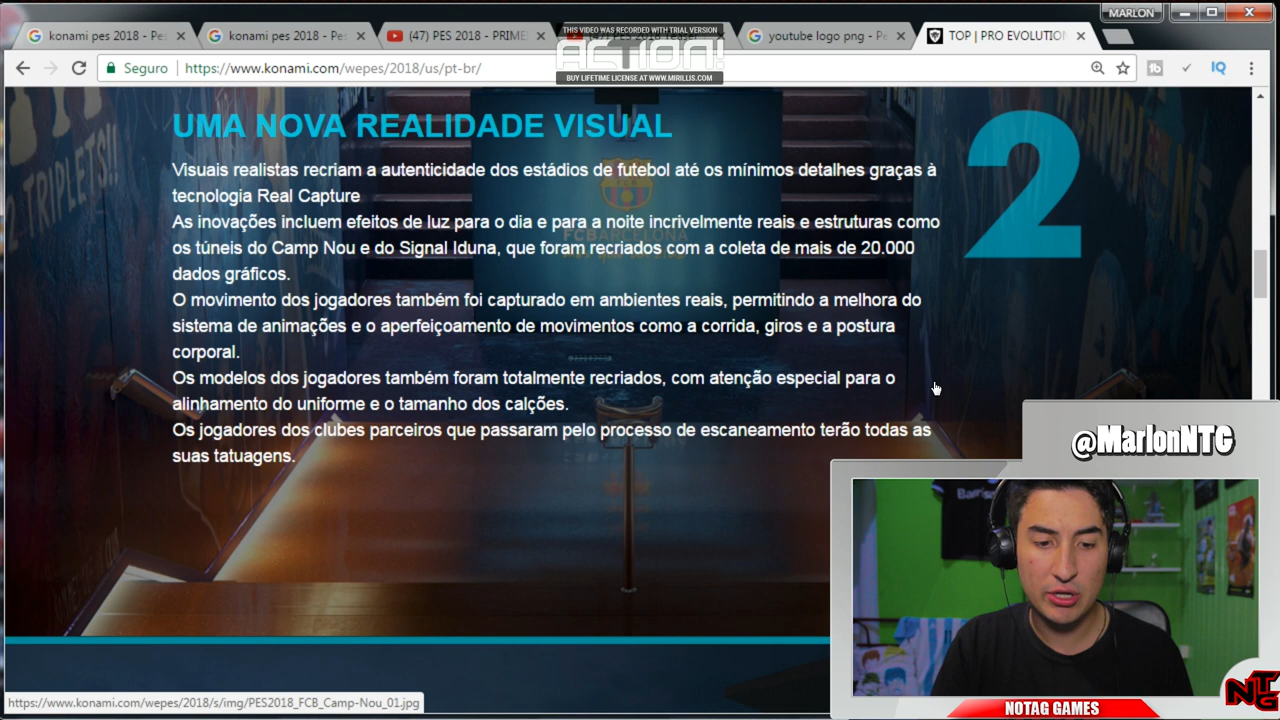 MARLON
konami pes 2018 - Pes
konami pes 2018 - Pes
(47) PES 2018 - PRIME
youtube logo png - Pe
TOP | PRO EVOLUTION
THIS VIDEO WAS RECORDED WITH TRIAL VERSION
ACTION!
BUY LIFETIME LICENSE AT WWW.MIRILLIS.COM
Seguro
https://www.konami.com/wepes/2018/us/pt-br/
TRIPLETS!!
UMA NOVA REALIDADE VISUAL
2
Visuais realistas recriam a autenticidade dos estádios de futebol até os mínimos detalhes graças à
tecnologia Real Capture
As inovações incluem efeitos de luz para o dia e para a noite incrivelmente reais e estruturas como
os túneis do Camp Nou e do Signal Iduna, que foram recriados com a coleta de mais de 20.000
dados gráficos.
O movimento dos jogadores também foi capturado em ambientes reais, permitindo a melhora do
sistema de animações e o aperfeiçoamento de movimentos como a corrida, giros e a postura
corporal.
Os modelos dos jogadores também foram totalmente recriados, com atenção especial para o
alinhamento do uniforme e o tamanho dos calções.
Os jogadores dos clubes parceiros que passaram pelo processo de escaneamento terão todas as
suas tatuagens.
@MarlonNTG
https://www.konami.com/wepes/2018/s/img/PES2018_FCB_Camp-Nou_01.jpg
NOTAG GAMES
NTG